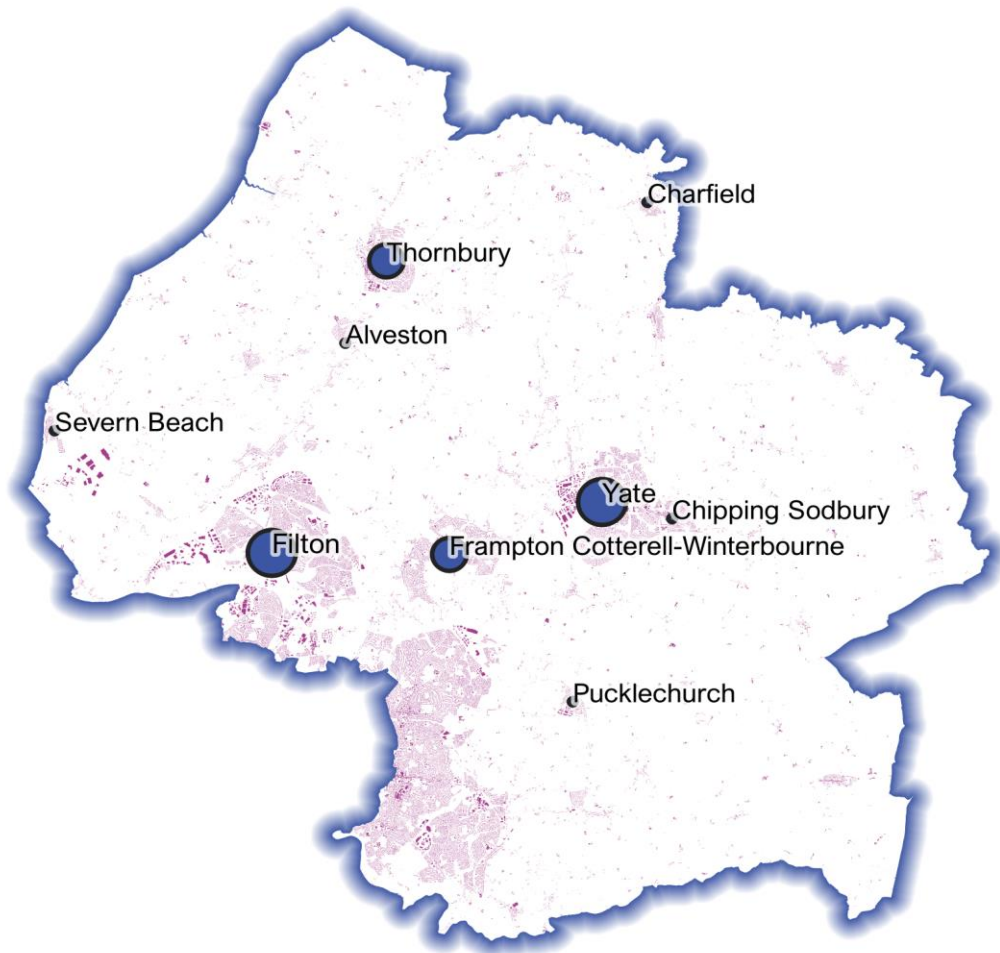 Charfield
Thornbury
Alveston
Severn Beach
Yate
Chipping Sodbury
Filton
Frampton Cotterell-Winterbourne
Pucklechurch